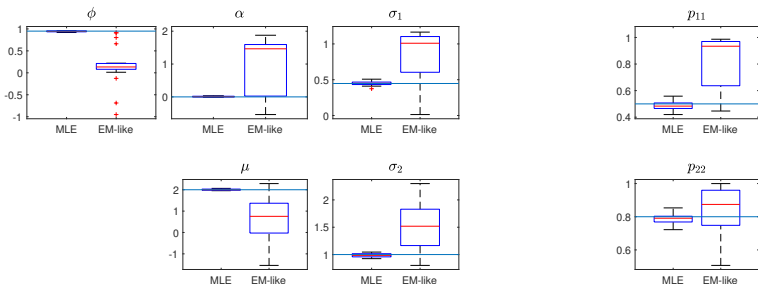 ϕ
1
0.5
0
-0.5
-1
MLE
EM-like
α
2
1
0
MLE
EM-like
σ₁
1
0.5
0
MLE
EM-like
p₁₁
1
0.8
0.6
0.4
MLE
EM-like
μ
2
1
0
-1
MLE
EM-like
σ₂
2
1.5
1
MLE
EM-like
p₂₂
1
0.8
0.6
MLE
EM-like